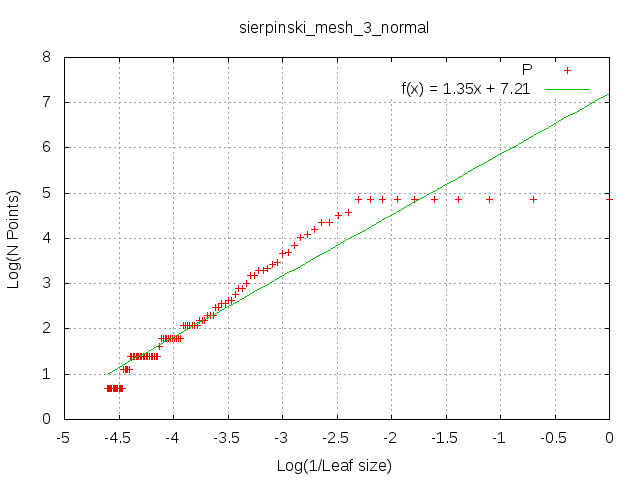 sierpinski_mesh_3_normal
8
7
6
5
4
3
2
1
0
P
f(x) = 1.35x + 7.21
Log(N Points)
-5 -4.5 -4 -3.5 -3 -2.5 -2 -1.5 -1 -0.5 0
Log(1/Leaf size)